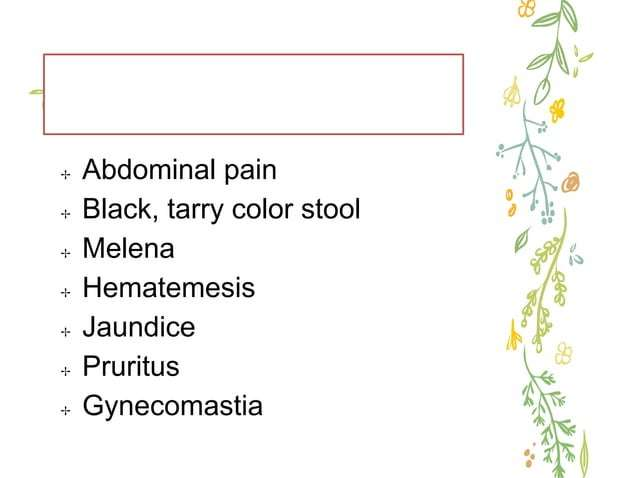 Abdominal pain
Black, tarry color stool
Melena
Hematemesis
Jaundice
Pruritus
Gynecomastia